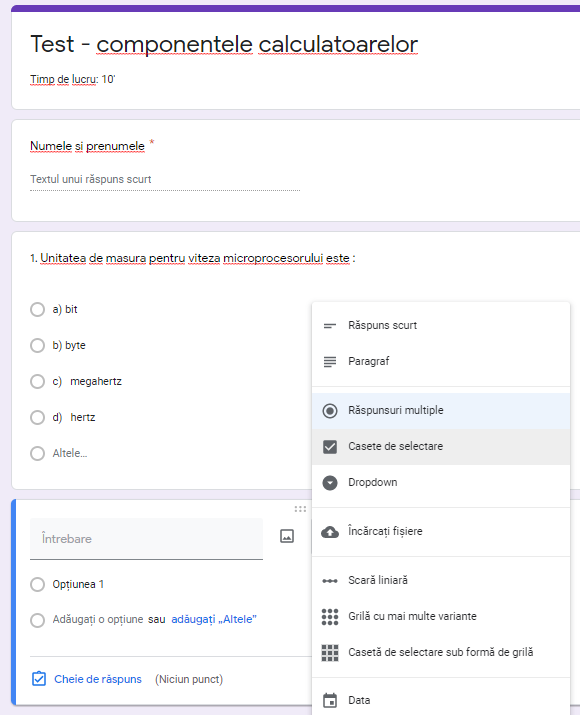 Test - componentele calculatoarelor
Timp de lucru: 10'
Numele si prenumele *
Textul unui răspuns scurt
1. Unitatea de masura pentru viteza microprocesorului este :
a) bit
b) byte
c) megahertz
d) hertz
Altele...
Răspuns scurt
Paragraf
Răspunsuri multiple
Casete de selectare
Dropdown
Încărcați fișiere
Scară liniară
Grilă cu mai multe variante
Casetă de selectare sub formă de grilă
Data
Întrebare
Opțiunea 1
Adăugați o opțiune sau adăugați „Altele”
Cheie de răspuns (Niciun punct)